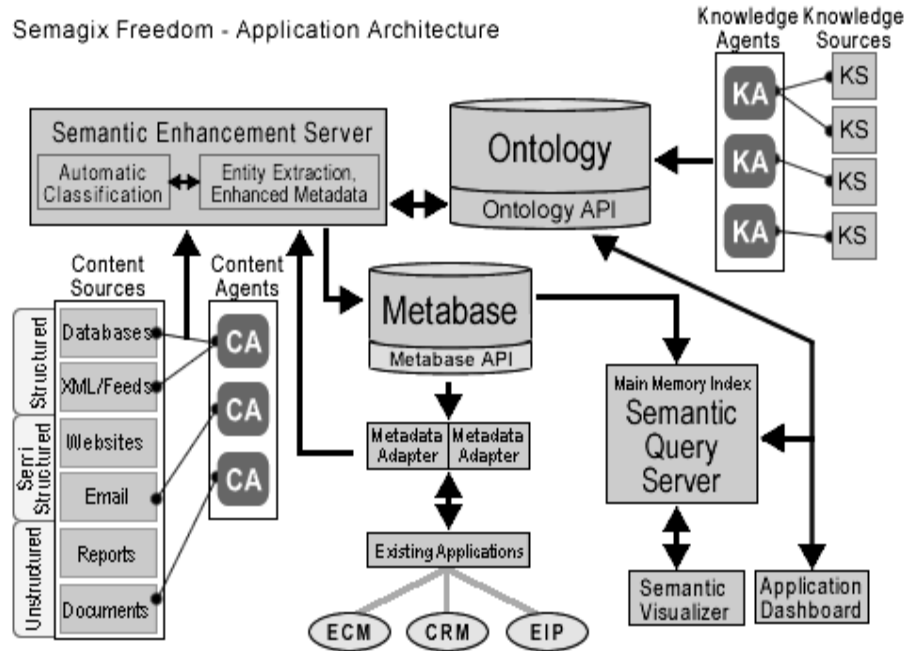 Semagix Freedom - Application Architecture
Knowledge Agents
Knowledge Sources
KA
KA
KA
KS
KS
KS
KS
Semantic Enhancement Server
Automatic
Classification
Entity Extraction,
Enhanced Metadata
Ontology
Ontology API
Content
Sources
Content
Agents
Structured
Semi
Structured
Unstructured
Databases
XML/Feeds
Websites
Email
Reports
Documents
CA
CA
CA
Metabase
Metabase API
Metadata
Adapter
Metadata
Adapter
Existing Applications
ECM
CRM
EIP
Main Memory Index
Semantic
Query
Server
Semantic
Visualizer
Application
Dashboard